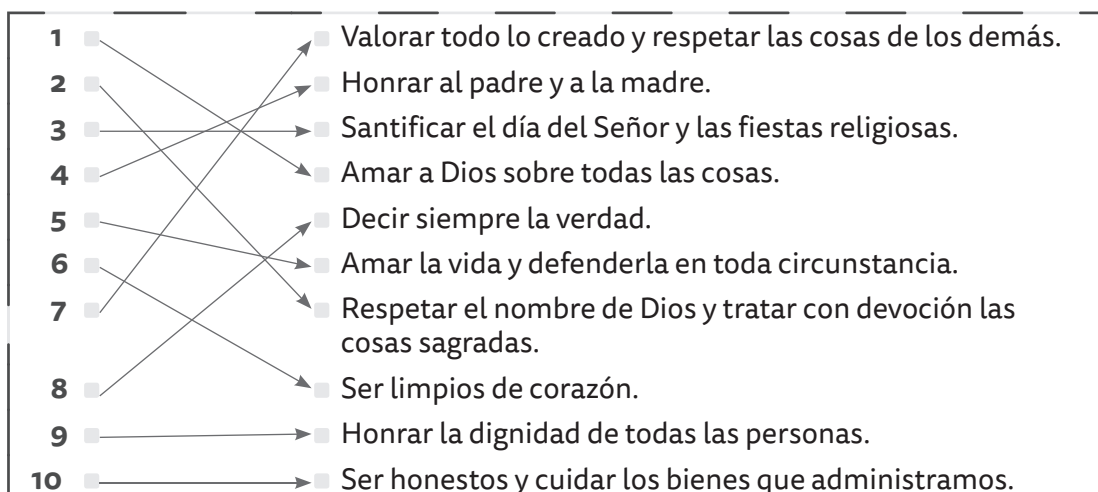 1 Valorar todo lo creado y respetar las cosas de los demás.
2 Honrar al padre y a la madre.
3 Santificar el día del Señor y las fiestas religiosas.
4 Amar a Dios sobre todas las cosas.
5 Decir siempre la verdad.
6 Amar la vida y defenderla en toda circunstancia.
7 Respetar el nombre de Dios y tratar con devoción las
cosas sagradas.
8 Ser limpios de corazón.
9 Honrar la dignidad de todas las personas.
10 Ser honestos y cuidar los bienes que administramos.